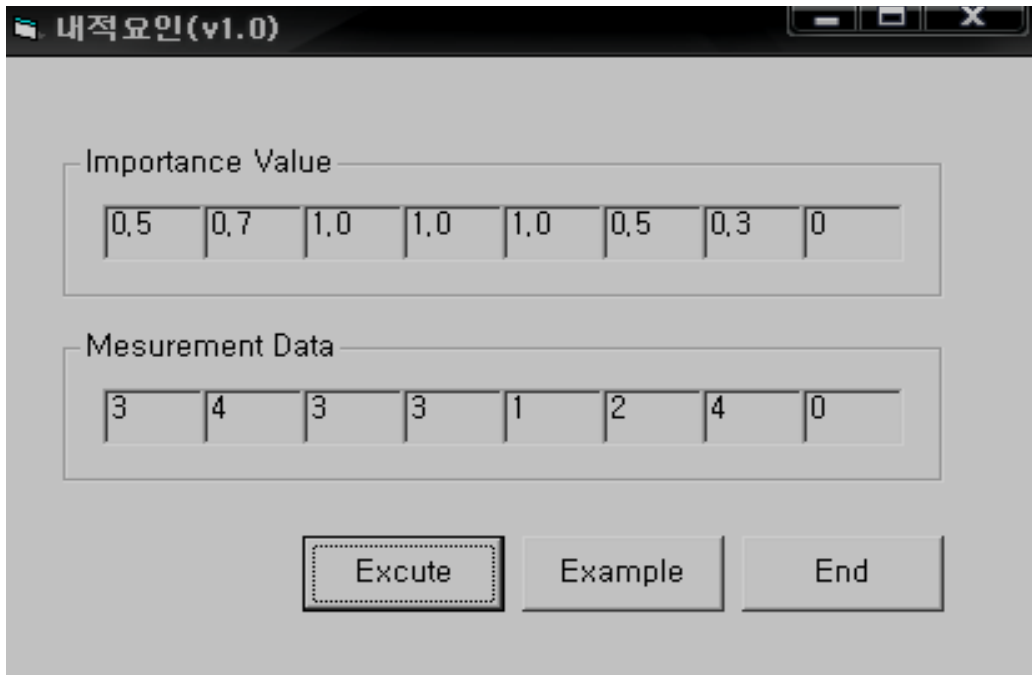 내적요인(v1.0)
Importance Value
0,5 0,7 1,0 1,0 1,0 0,5 0,3 0
Mesurement Data
3 4 3 3 1 2 4 0
Excute Example End